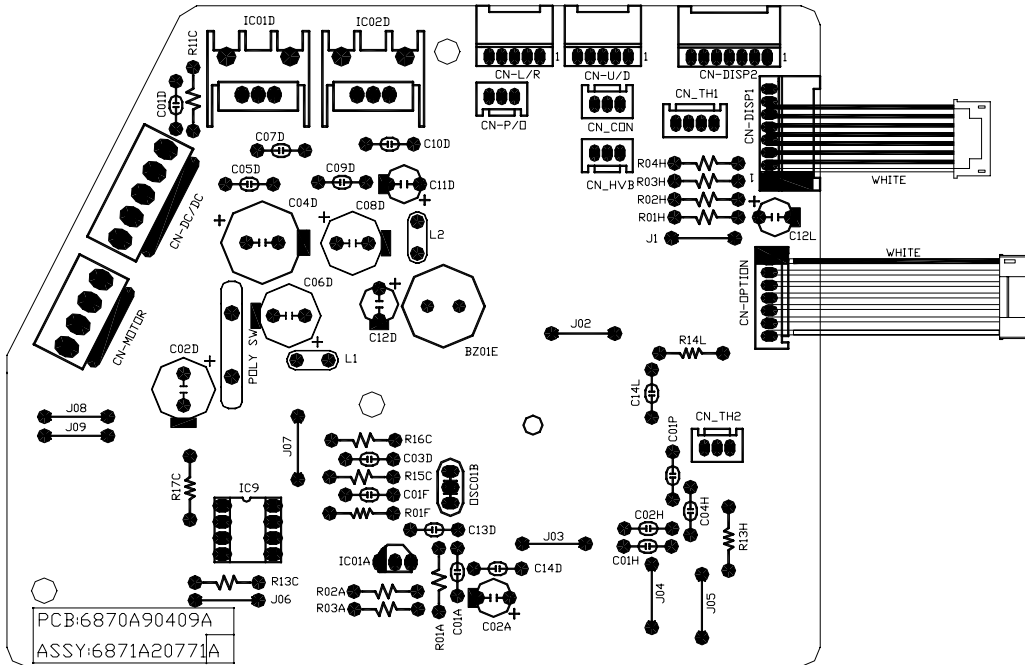 IC01D
IC02D
R11C
C01D
CN-L/R
1
CN-U/D
1
CN-DISP2
1
CN-P/O
CN_CON
CN_TH1
CN-DISP1
C07D
C10D
CN_HVB
R04H
C05D
C09D
C11D
R03H
1
WHITE
R02H
C04D
C08D
R01H
CN-DC/DC
+
+
+
L2
J1
C12L
WHITE
C06D
+
CN-OPTION
CN-MOTOR
C12D
BZ01E
J02
R14L
C02D
+
+
POLY SW
L1
C14L
J08
J09
J07
R16C
C01P
CN_TH2
C03D
R17C
R15C
OSC01B
IC9
C01F
C04H
R01F
C13D
C02H
R13H
J03
C01H
IC01A
C14D
R13C
R02A
J04
J05
J06
R03A
R01A
C01A
C02A
+
PCB:6870A90409A
ASSY:6871A20771A